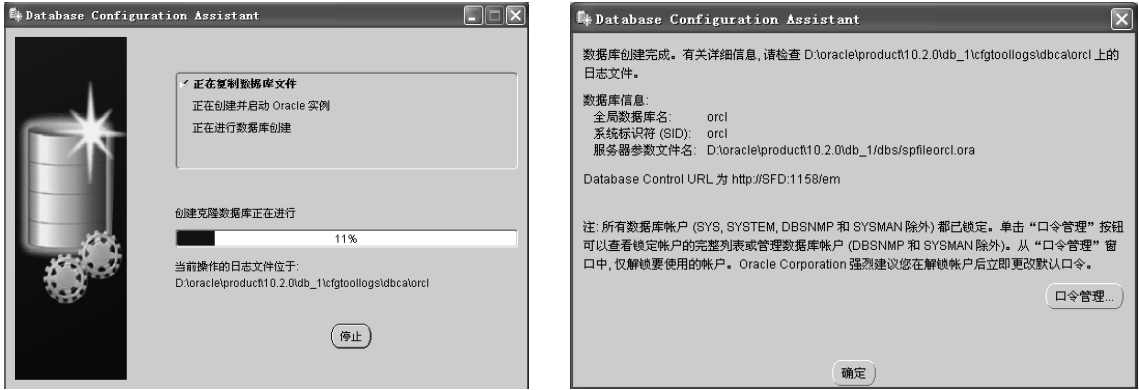 Database Configuration Assistant
正在复制数据库文件
正在创建并启动 Oracle 实例
正在进行数据库创建
创建克隆数据库正在进行
11%
当前操作的日志文件位于:
D:\oracle\product\10.2.0\db_1\cfgtoollogs\dbca\orcl
停止
Database Configuration Assistant
数据库创建完成。有关详细信息, 请检查 D:\oracle\product\10.2.0\db_1\cfgtoollogs\dbca\orcl 上的
日志文件。
数据库信息:
全局数据库名: orcl
系统标识符 (SID): orcl
服务器参数文件名: D:\oracle\product\10.2.0\db_1/dbs/spfileorcl.ora
Database Control URL 为 http://SFD:1158/em
注: 所有数据库帐户 (SYS, SYSTEM, DBSNMP 和 SYSMAN 除外) 都已锁定。单击“口令管理”按钮
可以查看锁定帐户的完整列表或管理数据库帐户 (DBSNMP 和 SYSMAN 除外)。从“口令管理”窗
口中, 仅解锁要使用的帐户。Oracle Corporation 强烈建议您在解锁帐户后立即更改默认口令。
口令管理...
确定